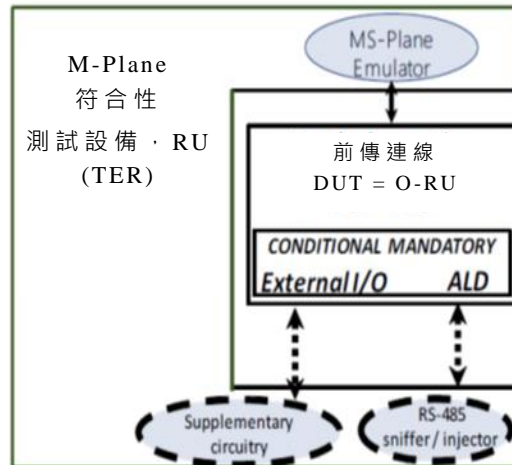 MS-Plane
Emulator
M-Plane
符合性
測試設備，RU
(TER)
前傳連線
DUT = O-RU
CONDITIONAL MANDATORY
External I/O ALD
Supplementary
circuitry
RS-485
sniffer / injector